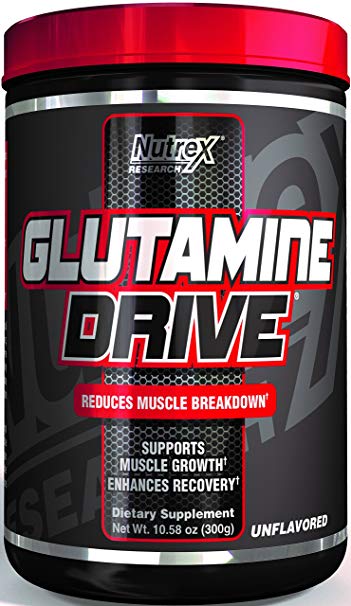 Nutrex
RESEARCH
GLUTAMINE
DRIVE®
REDUCES MUSCLE BREAKDOWN†
SUPPORTS
MUSCLE GROWTH†
ENHANCES RECOVERY†
Dietary Supplement
Net Wt. 10.58 oz (300g)
UNFLAVORED